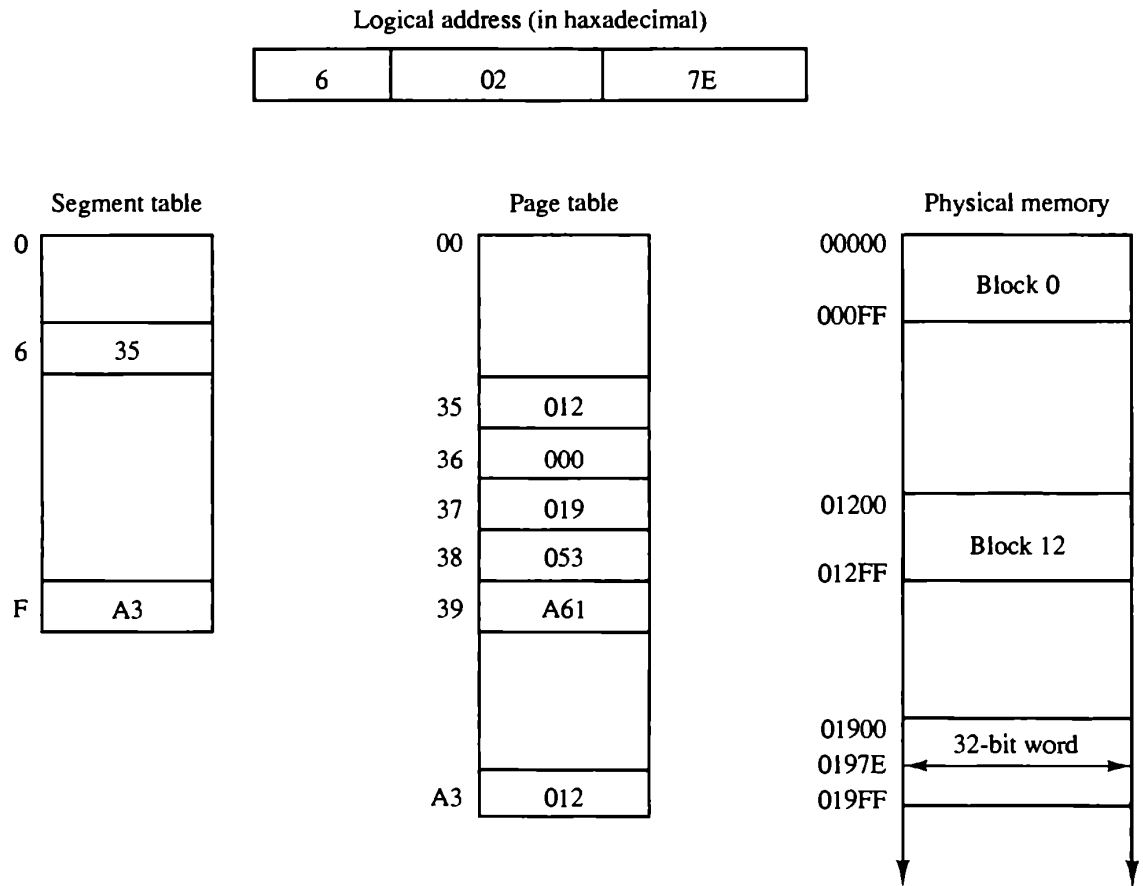 Logical address (in haxadecimal)
6 02 7E
Segment table
0
6 35
F A3
Page table
00
35 012
36 000
37 019
38 053
39 A61
A3 012
Physical memory
00000
Block 0
000FF
01200
Block 12
012FF
01900
32-bit word
0197E
019FF